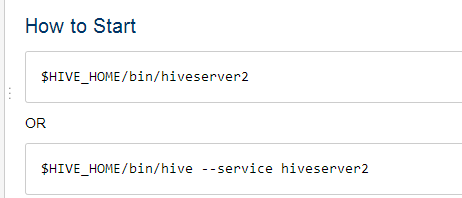 How to Start
$HIVE_HOME/bin/hiveserver2
OR
$HIVE_HOME/bin/hive --service hiveserver2